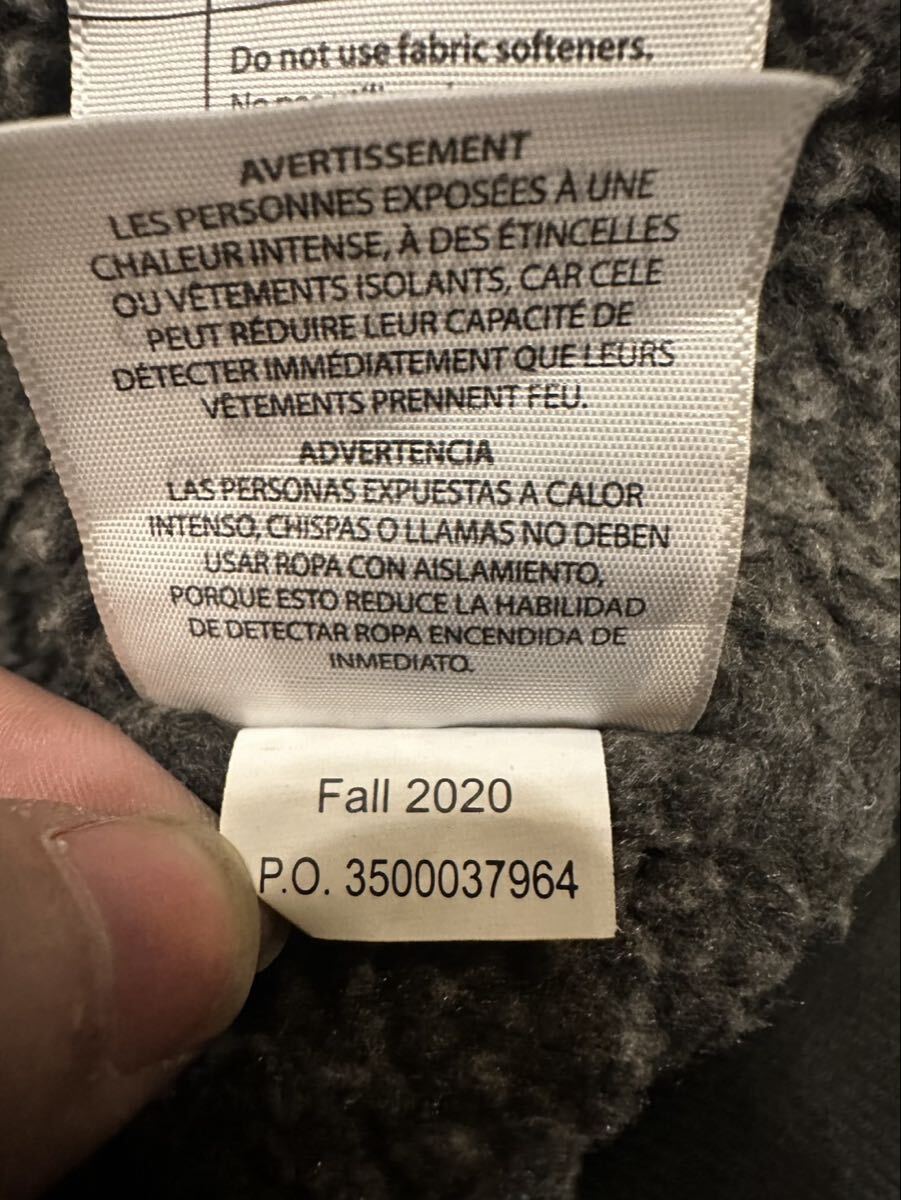 Do not use fabric softeners.
AVERTISSEMENT
LES PERSONNES EXPOSÉES À UNE
CHALEUR INTENSE, À DES ÉTINCELLES
OU VÊTEMENTS ISOLANTS, CAR CELE
PEUT RÉDUIRE LEUR CAPACITÉ DE
DÉTECTER IMMÉDIATEMENT QUE LEURS
VÊTEMENTS PRENNENT FEU.
ADVERTENCIA
LAS PERSONAS EXPUESTAS A CALOR
INTENSO, CHISPAS O LLAMAS NO DEBEN
USAR ROPA CON AISLAMIENTO,
PORQUE ESTO REDUCE LA HABILIDAD
DE DETECTAR ROPA ENCENDIDA DE
INMEDIATO.
Fall 2020
P.O. 3500037964